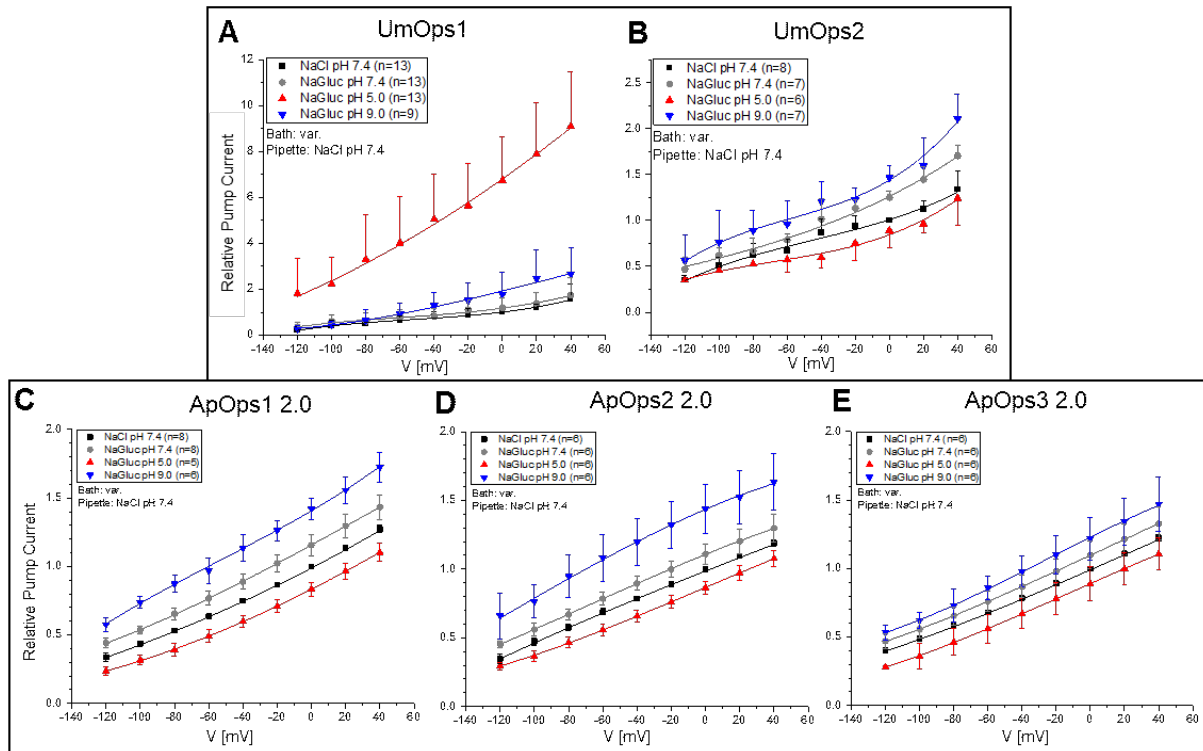 A
UmOps1
12
10
8
6
4
2
0
Relative Pump Current
NaCl pH 7.4 (n=13)
NaGluc pH 7.4 (n=13)
NaGluc pH 5.0 (n=13)
NaGluc pH 9.0 (n=9)
Bath: var.
Pipette: NaCl pH 7.4
-140 -120 -100 -80 -60 -40 -20 0 20 40 60
V [mV]
B
UmOps2
2.5
2.0
1.5
1.0
0.5
0.0
NaCl pH 7.4 (n=8)
NaGluc pH 7.4 (n=7)
NaGluc pH 5.0 (n=6)
NaGluc pH 9.0 (n=7)
Bath: var.
Pipette: NaCl pH 7.4
-140 -120 -100 -80 -60 -40 -20 0 20 40 60
V [mV]
C
ApOps1 2.0
2.0
1.5
1.0
0.5
0.0
Relative Pump Current
NaCl pH 7.4 (n=8)
NaGluc pH 7.4 (n=8)
NaGluc pH 5.0 (n=5)
NaGluc pH 9.0 (n=6)
Bath: var.
Pipette: NaCl pH 7.4
-140 -120 -100 -80 -60 -40 -20 0 20 40 60
V [mV]
D
ApOps2 2.0
2.0
1.5
1.0
0.5
0.0
NaCl pH 7.4 (n=6)
NaGluc pH 7.4 (n=6)
NaGluc pH 5.0 (n=6)
NaGluc pH 9.0 (n=6)
Bath: var.
Pipette: NaCl pH 7.4
-140 -120 -100 -80 -60 -40 -20 0 20 40 60
V [mV]
E
ApOps3 2.0
2.0
1.5
1.0
0.5
0.0
NaCl pH 7.4 (n=6)
NaGluc pH 7.4 (n=6)
NaGluc pH 5.0 (n=6)
NaGluc pH 9.0 (n=6)
Bath: var.
Pipette: NaCl pH 7.4
-140 -120 -100 -80 -60 -40 -20 0 20 40 60
V [mV]